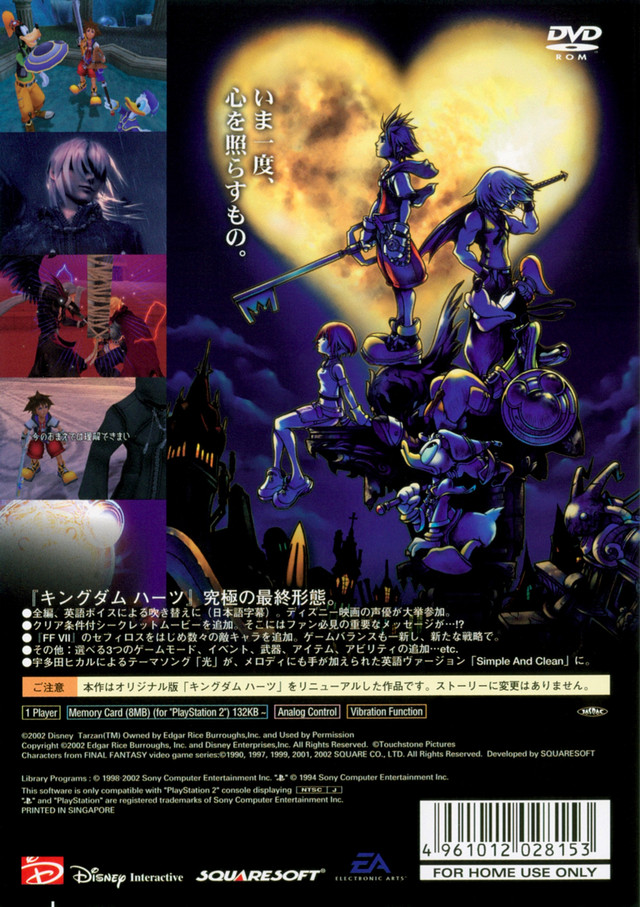 DVD
ROM
いま一度、
心を照らすもの。
今のおまえでは理解できまい
『キングダム ハーツ』究極の最終形態。
●全編、英語ボイスによる吹き替えに（日本語字幕）。ディズニー映画の声優が大挙参加。
●クリア条件付シークレットムービーを追加。そこにはファン必見の重要なメッセージが…!?
●『FF VII』のセフィロスをはじめ数々の敵キャラを追加。ゲームバランスも一新し、新たな戦略で。
●その他：選べる3つのゲームモード、イベント、武器、アイテム、アビリティの追加…etc.
●宇多田ヒカルによるテーマソング「光」が、メロディにも手が加えられた英語ヴァージョン「Simple And Clean」に。
ご注意 本作はオリジナル版「キングダム ハーツ」をリニューアルした作品です。ストーリーに変更はありません。
1 Player Memory Card (8MB) (for "PlayStation 2") 132KB ~ Analog Control Vibration Function
©2002 Disney Tarzan(TM) Owned by Edgar Rice Burroughs,Inc. and Used by Permission
Copyright ©2002 Edgar Rice Burroughs, Inc. and Disney Enterprises,Inc. All Rights Reserved. ©Touchstone Pictures
Characters from FINAL FANTASY video game series:©1990, 1997, 1999, 2001, 2002 SQUARE CO., LTD. All Rights Reserved. Developed by SQUARESOFT
Library Programs : © 1998-2002 Sony Computer Entertainment Inc. " " © 1994 Sony Computer Entertainment Inc.
This software is only compatible with "PlayStation 2" console displaying NTSC J
" " and "PlayStation" are registered trademarks of Sony Computer Entertainment Inc.
PRINTED IN SINGAPORE
Disney Interactive SQUARESOFT EA
ELECTRONIC ARTS
4 961012 028153
FOR HOME USE ONLY